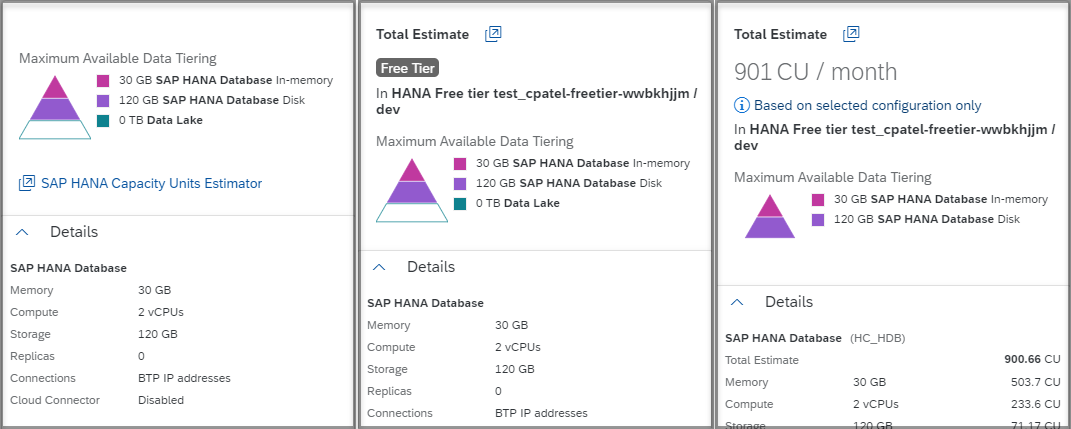 Maximum Available Data Tiering
30 GB SAP HANA Database In-memory
120 GB SAP HANA Database Disk
0 TB Data Lake
SAP HANA Capacity Units Estimator
Details
SAP HANA Database
Memory 30 GB
Compute 2 vCPUs
Storage 120 GB
Replicas 0
Connections BTP IP addresses
Cloud Connector Disabled
Total Estimate
Free Tier
In HANA Free tier test_cpatel-freetier-wwbkhjjm /
dev
Maximum Available Data Tiering
30 GB SAP HANA Database In-memory
120 GB SAP HANA Database Disk
0 TB Data Lake
Details
SAP HANA Database
Memory 30 GB
Compute 2 vCPUs
Storage 120 GB
Replicas 0
Connections BTP IP addresses
Total Estimate
901 CU / month
Based on selected configuration only
In HANA Free tier test_cpatel-freetier-wwbkhjjm /
dev
Maximum Available Data Tiering
30 GB SAP HANA Database In-memory
120 GB SAP HANA Database Disk
Details
SAP HANA Database (HC_HDB)
Total Estimate 900.66 CU
Memory 30 GB 503.7 CU
Compute 2 vCPUs 233.6 CU
Storage 120 GB 71.17 CU